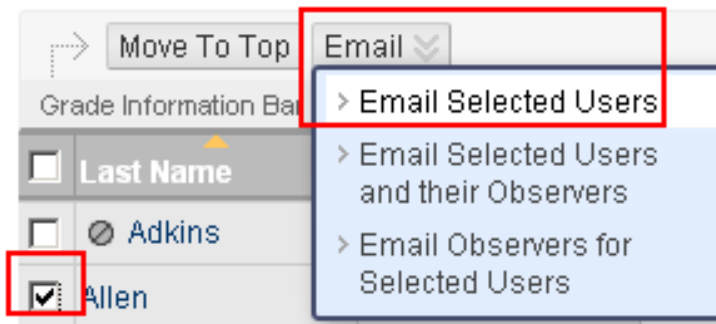 Move To Top Email
Grade Information Bar
> Email Selected Users
Last Name
> Email Selected Users
and their Observers
Adkins
> Email Observers for
Selected Users
Allen